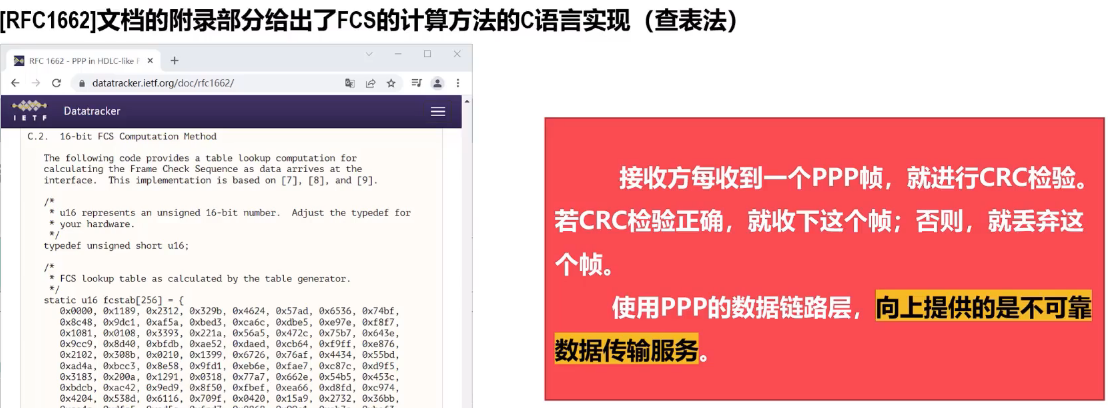 [RFC1662]文档的附录部分给出了FCS的计算方法的C语言实现（查表法）
RFC 1662 - PPP in HDLC-like F
datatracker.ietf.org/doc/rfc1662/
I E T F
Datatracker
C.2. 16-bit FCS Computation Method
The following code provides a table lookup computation for
calculating the Frame Check Sequence as data arrives at the
interface. This implementation is based on [7], [8], and [9].
/*
* u16 represents an unsigned 16-bit number. Adjust the typedef for
* your hardware.
*/
typedef unsigned short u16;
/*
* FCS lookup table as calculated by the table generator.
*/
static u16 fcstab[256] = {
0x0000, 0x1189, 0x2312, 0x329b, 0x4624, 0x57ad, 0x6536, 0x74bf,
0x8c48, 0x9dc1, 0xaf5a, 0xbed3, 0xca6c, 0xdbe5, 0xe97e, 0xf8f7,
0x1081, 0x0108, 0x3393, 0x221a, 0x56a5, 0x472c, 0x75b7, 0x643e,
0x9cc9, 0x8d40, 0xbfdb, 0xae52, 0xdaed, 0xcb64, 0xf9ff, 0xe876,
0x2102, 0x308b, 0x0210, 0x1399, 0x6726, 0x76af, 0x4434, 0x55bd,
0xad4a, 0xbcc3, 0x8e58, 0x9fd1, 0xeb6e, 0xfae7, 0xc87c, 0xd9f5,
0x3183, 0x200a, 0x1291, 0x0318, 0x77a7, 0x662e, 0x54b5, 0x453c,
0xbdcb, 0xac42, 0x9ed9, 0x8f50, 0xfbef, 0xea66, 0xd8fd, 0xc974,
0x4204, 0x538d, 0x6116, 0x709f, 0x0420, 0x15a9, 0x2732, 0x36bb,
接收方每收到一个PPP帧，就进行CRC检验。
若CRC检验正确，就收下这个帧；否则，就丢弃这
个帧。
使用PPP的数据链路层，向上提供的是不可靠
数据传输服务。